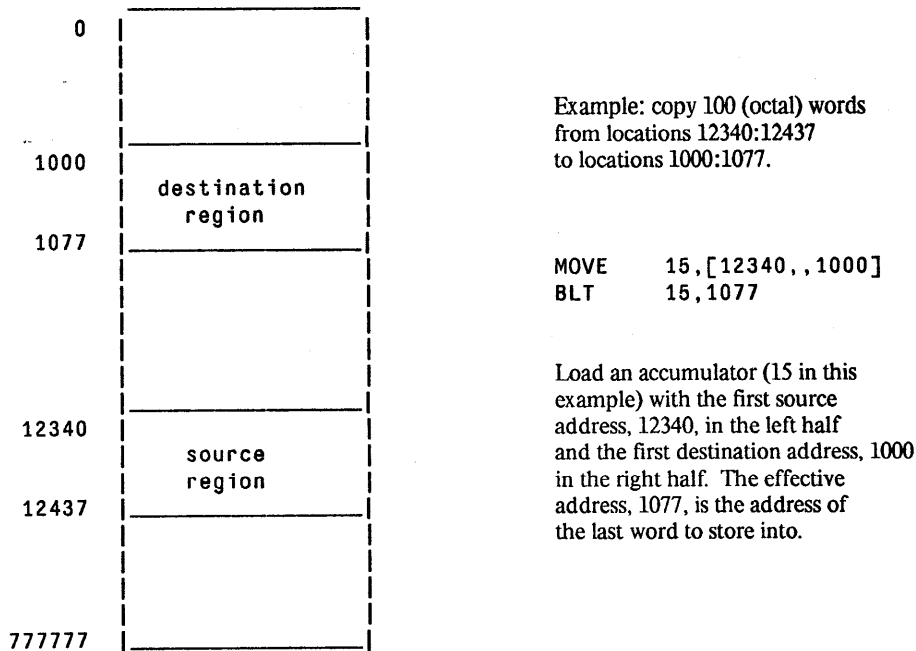 0
1000
destination
region
1077
12340
source
region
12437
777777
Example: copy 100 (octal) words
from locations 12340:12437
to locations 1000:1077.
MOVE 15,[12340,,1000]
BLT 15,1077
Load an accumulator (15 in this
example) with the first source
address, 12340, in the left half
and the first destination address, 1000
in the right half. The effective
address, 1077, is the address of
the last word to store into.